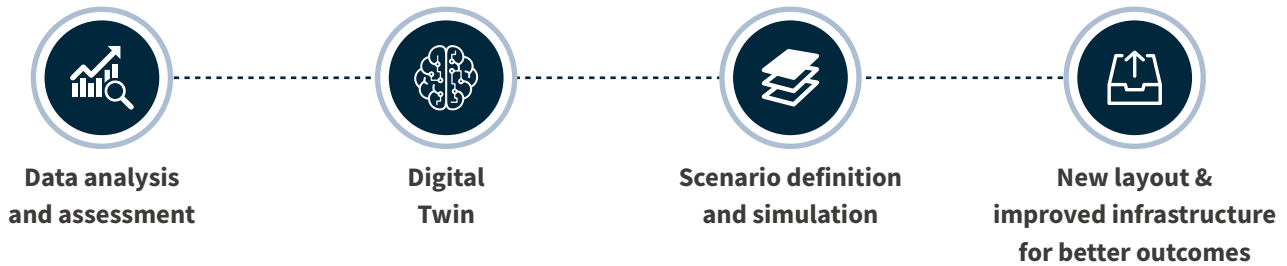 Data analysis
and assessment
Digital
Twin
Scenario definition
and simulation
New layout &
improved infrastructure
for better outcomes